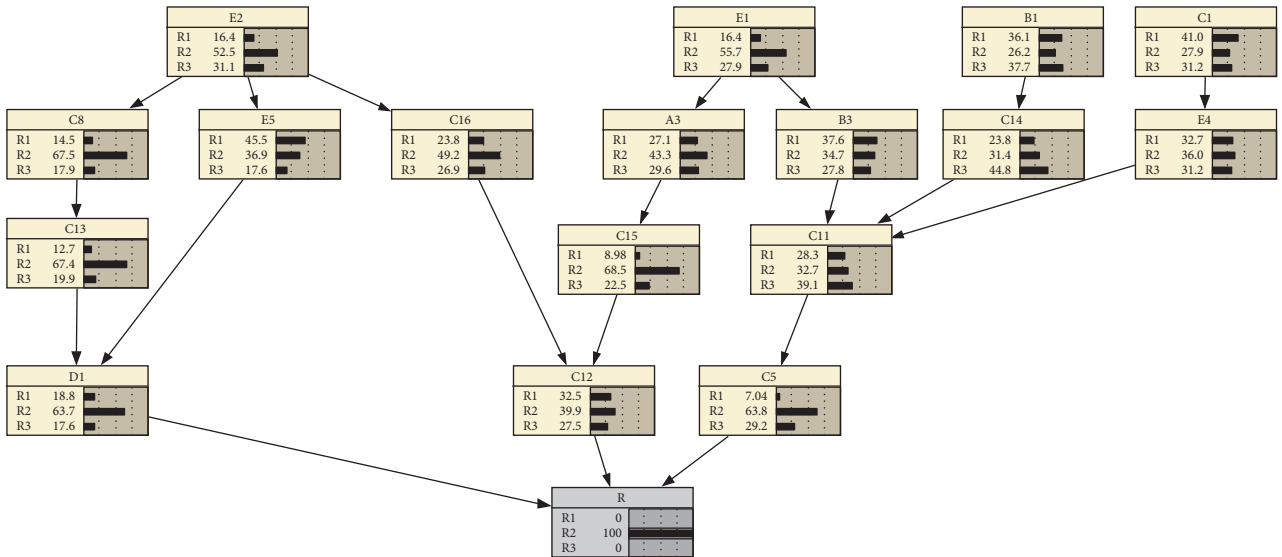 E2
R1 16.4
R2 52.5
R3 31.1
E1
R1 16.4
R2 55.7
R3 27.9
B1
R1 36.1
R2 26.2
R3 37.7
C1
R1 41.0
R2 27.9
R3 31.2
C8
R1 14.5
R2 67.5
R3 17.9
E5
R1 45.5
R2 36.9
R3 17.6
C16
R1 23.8
R2 49.2
R3 26.9
A3
R1 27.1
R2 43.3
R3 29.6
B3
R1 37.6
R2 34.7
R3 27.8
C14
R1 23.8
R2 31.4
R3 44.8
E4
R1 32.7
R2 36.0
R3 31.2
C13
R1 12.7
R2 67.4
R3 19.9
C15
R1 8.98
R2 68.5
R3 22.5
C11
R1 28.3
R2 32.7
R3 39.1
D1
R1 18.8
R2 63.7
R3 17.6
C12
R1 32.5
R2 39.9
R3 27.5
C5
R1 7.04
R2 63.8
R3 29.2
R
R1 0
R2 100
R3 0